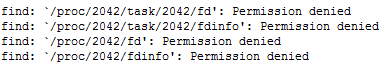 find: `/proc/2042/task/2042/fd': Permission denied
find: `/proc/2042/task/2042/fdinfo': Permission denied
find: `/proc/2042/fd': Permission denied
find: `/proc/2042/fdinfo': Permission denied